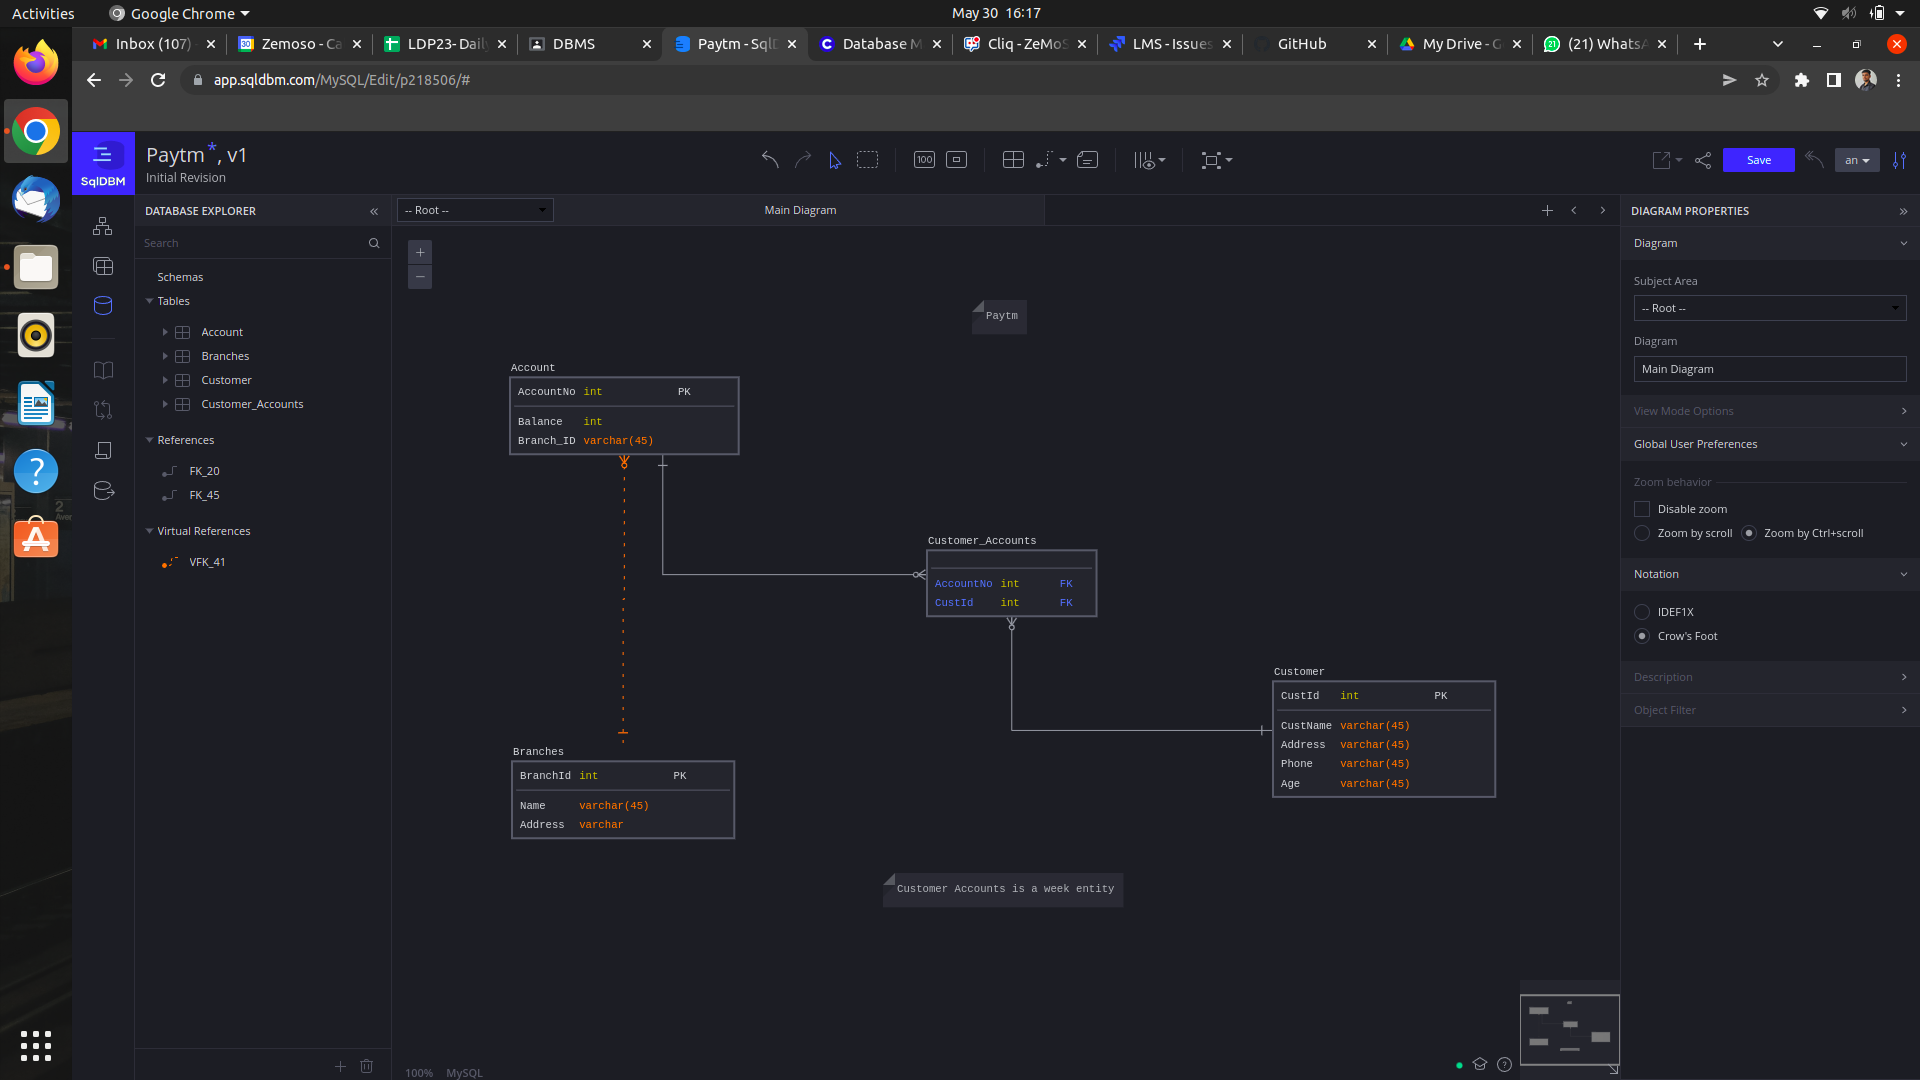 Activities
Google Chrome
May 30 16:17
Inbox (107)
Zemoso - Ca
LDP23- Daily
DBMS
Paytm - SqlD
Database M
Cliq - ZeMoS
LMS - Issues
GitHub
My Drive - G
(21) WhatsA
app.sqldbm.com/MySQL/Edit/p218506/#
SqlDBM
Paytm*, v1
Initial Revision
100
Save
an
DATABASE EXPLORER
-- Root --
Main Diagram
DIAGRAM PROPERTIES
Search
Schemas
Tables
Account
Branches
Customer
Customer_Accounts
References
FK_20
FK_45
Virtual References
VFK_41
Paytm
Account
AccountNo int PK
Balance int
Branch_ID varchar(45)
Customer_Accounts
AccountNo int FK
CustId int FK
Customer
CustId int PK
CustName varchar(45)
Address varchar(45)
Phone varchar(45)
Age varchar(45)
Branches
BranchId int PK
Name varchar(45)
Address varchar
Customer Accounts is a week entity
Diagram
Subject Area
-- Root --
Diagram
Main Diagram
View Mode Options
Global User Preferences
Zoom behavior
Disable zoom
Zoom by scroll
Zoom by Ctrl+scroll
Notation
IDEF1X
Crow's Foot
Description
Object Filter
100% MySQL